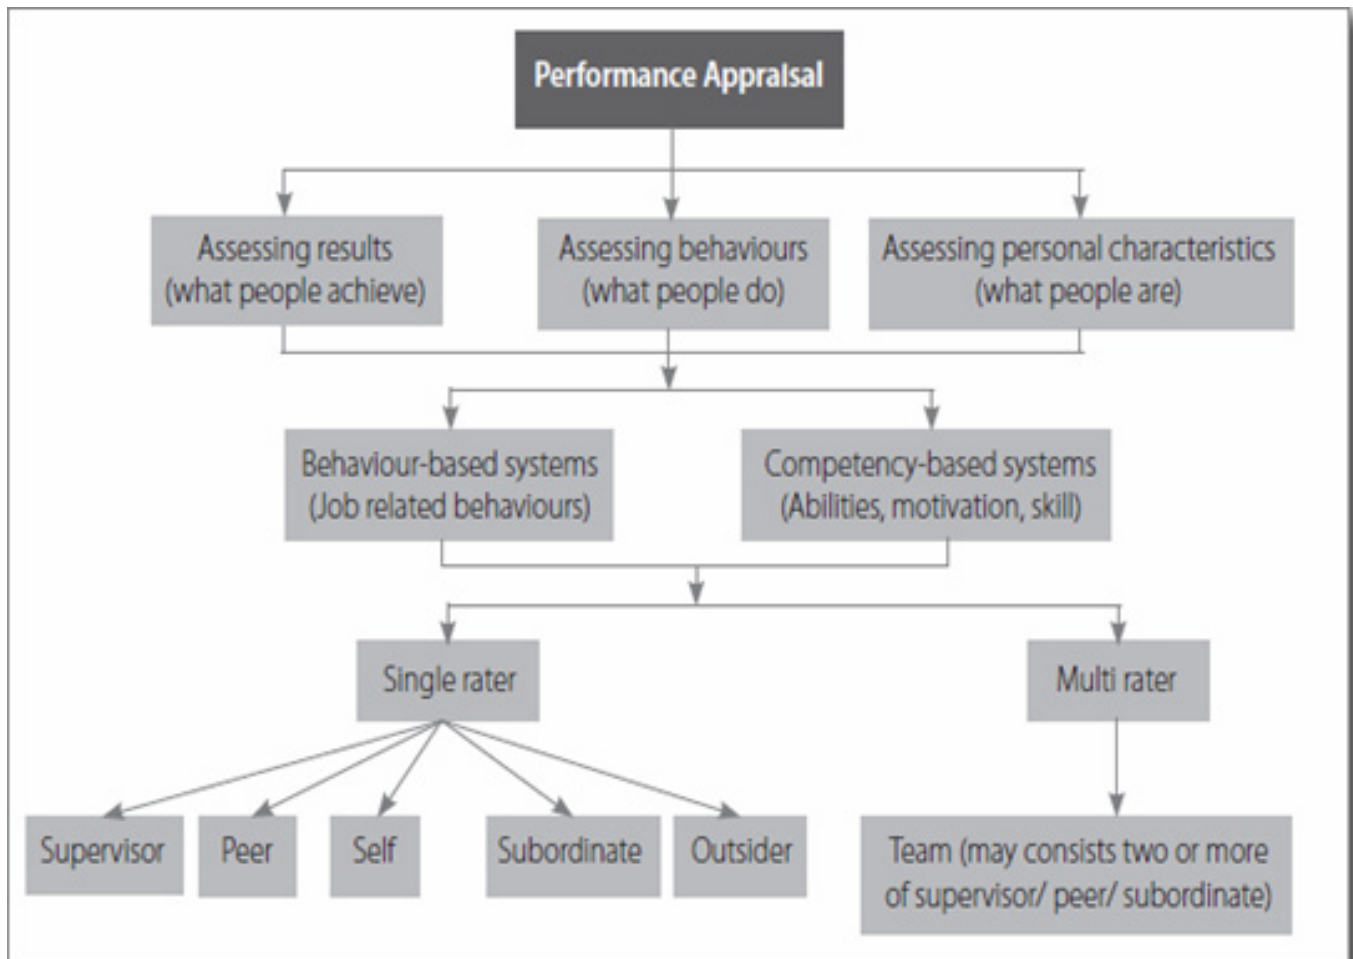 Performance Appraisal
Assessing results
(what people achieve)
Assessing behaviours
(what people do)
Assessing personal characteristics
(what people are)
Behaviour-based systems
(Job related behaviours)
Competency-based systems
(Abilities, motivation, skill)
Single rater
Multi rater
Supervisor
Peer
Self
Subordinate
Outsider
Team (may consists two or more
of supervisor/ peer/ subordinate)